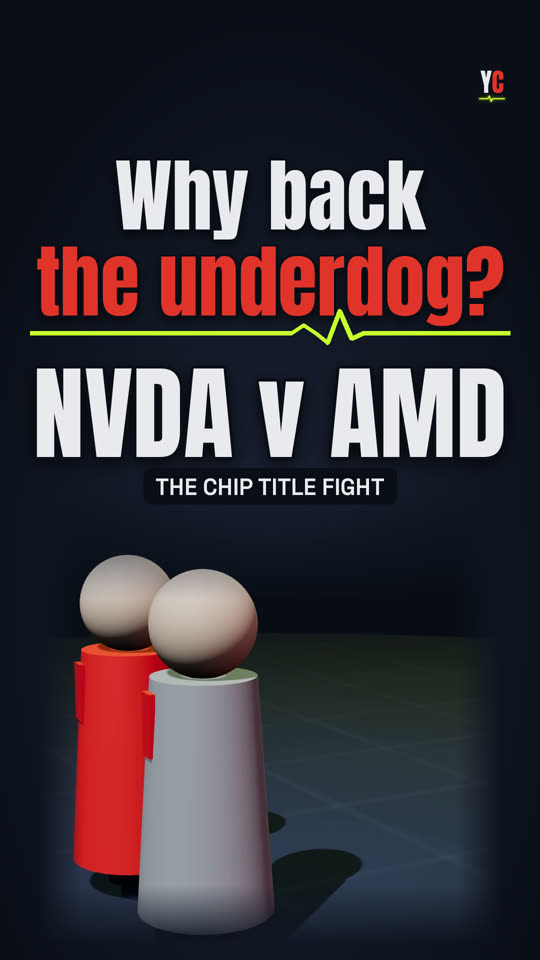 YC
Why back
the underdog?
NVDA v AMD
THE CHIP TITLE FIGHT